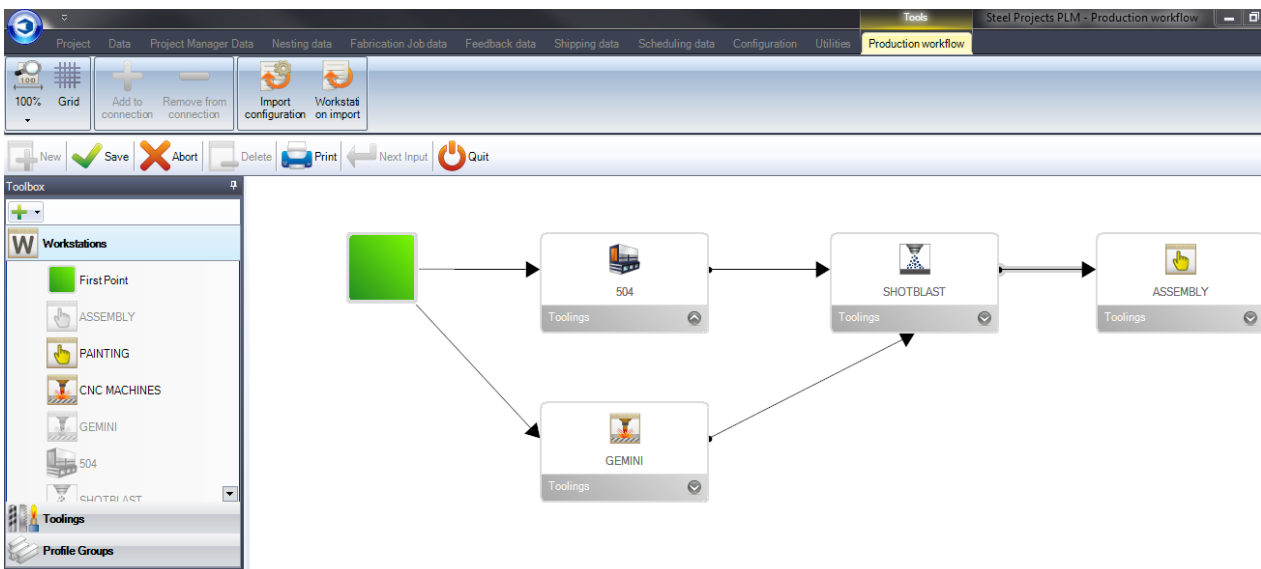 Tools
Steel Projects PLM - Production workflow
Project Data Project Manager Data Nesting data Fabrication Job data Feedback data Shipping data Scheduling data Configuration Utilities Production workflow
100
100% Grid Add to Remove from Import Workstati
connection connection configuration on import
New Save Abort Delete Print Next Input Quit
Toolbox
W Workstations
First Point
ASSEMBLY
PAINTING
CNC MACHINES
GEMINI
504
SHOTBLAST
Toolings
Profile Groups
504
Toolings
SHOTBLAST
Toolings
ASSEMBLY
Toolings
GEMINI
Toolings